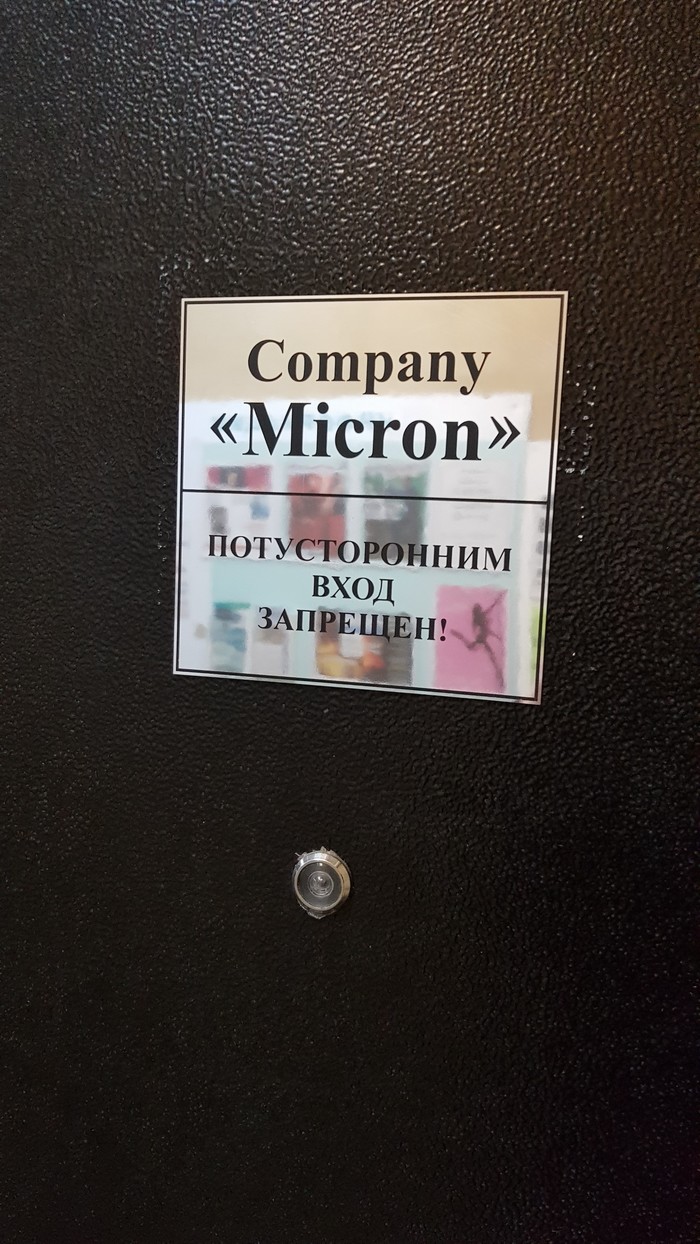 Company
«Micron»
ПОТУСТОРОННИМ
ВХОД
ЗАПРЕЩЕН!